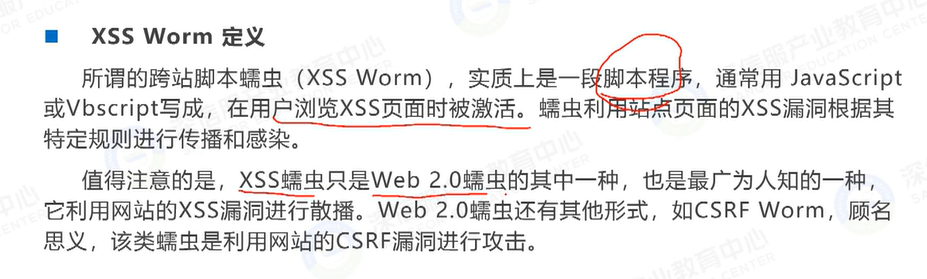 XSS Worm 定义
所谓的跨站脚本蠕虫（XSS Worm），实质上是一段脚本程序，通常用 JavaScript
或Vbscript写成，在用户浏览XSS页面时被激活。蠕虫利用站点页面的XSS漏洞根据其
特定规则进行传播和感染。
值得注意的是，XSS蠕虫只是Web 2.0蠕虫的其中一种，也是最广为人知的一种，
它利用网站的XSS漏洞进行散播。Web 2.0蠕虫还有其他形式，如CSRF Worm，顾名
思义，该类蠕虫是利用网站的CSRF漏洞进行攻击。